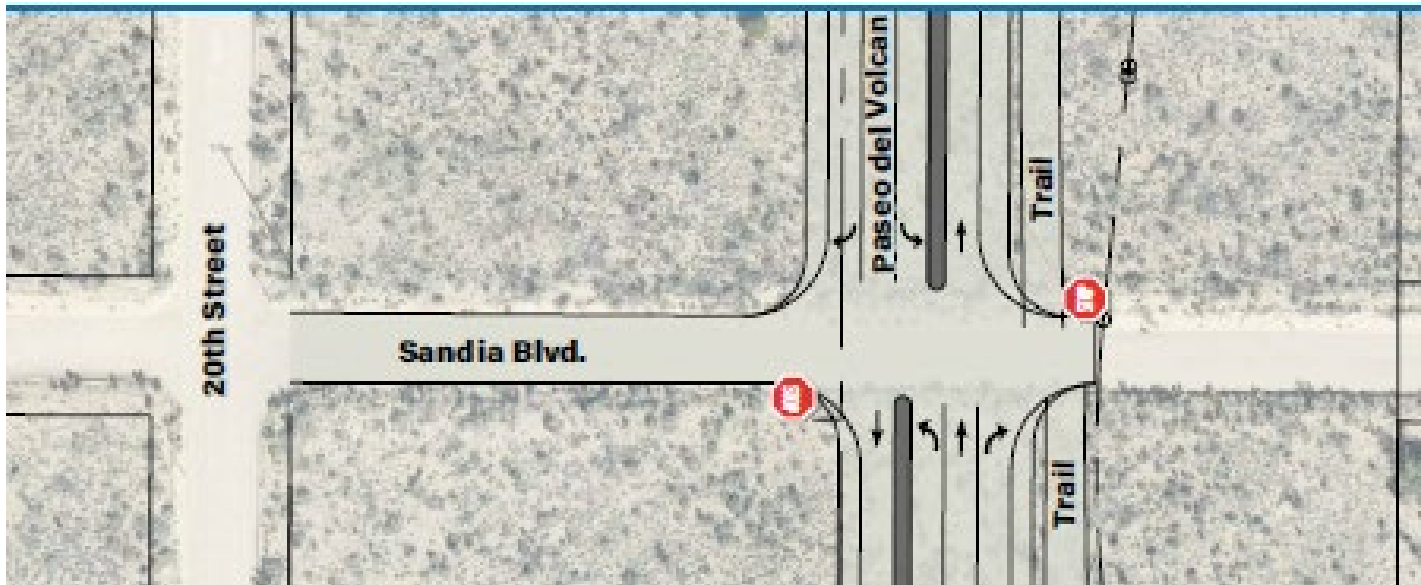 Paseo del Volcan
Trail
20th Street
Sandia Blvd.
Trail